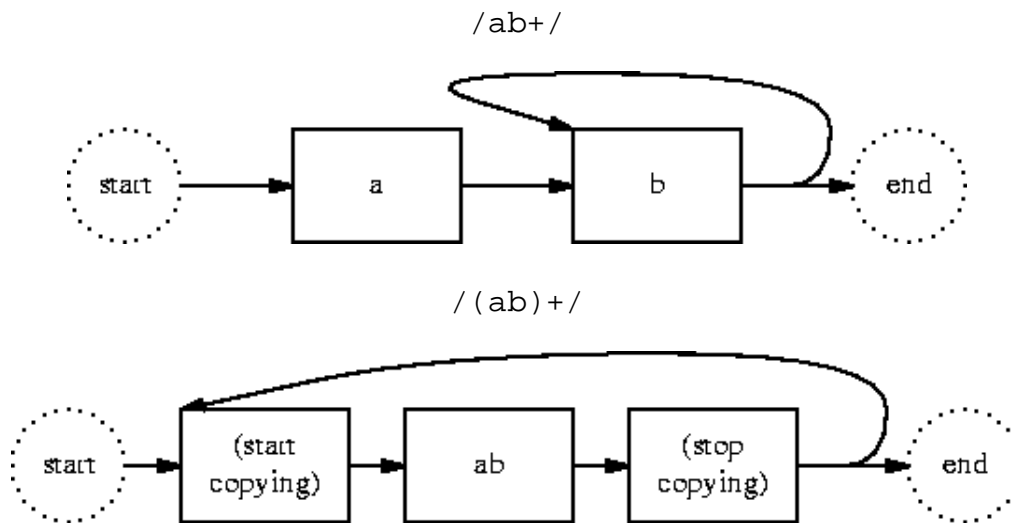 /ab+/
start a b end
/(ab)+/
start (start copying) ab (stop copying) end